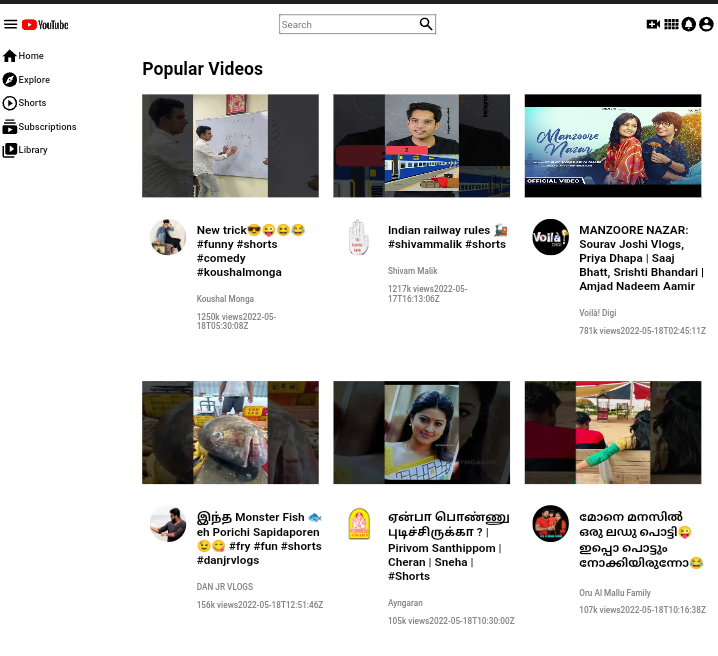 YouTube
Search
Home
Explore
Shorts
Subscriptions
Library
Popular Videos
MANZOORE
NAZAR
OFFICIAL VIDEO
New trick😎😜😆😂
#funny #shorts
#comedy
#koushalmonga
Koushal Monga
1250k views2022-05-
18T05:30:08Z
Indian railway rules 🚂
#shivammalik #shorts
Shivam Malik
1217k views2022-05-
17T16:13:06Z
Voilà!
MANZOORE NAZAR:
Sourav Joshi Vlogs,
Priya Dhapa | Saaj
Bhatt, Srishti Bhandari |
Amjad Nadeem Aamir
Voilà! Digi
781k views2022-05-18T02:45:11Z
இந்த Monster Fish 🐟
eh Porichi Sapidaporen
😉😋 #fry #fun #shorts
#danjrvlogs
DAN JR VLOGS
156k views2022-05-18T12:51:46Z
ஏன்பா பொண்ணு
புடிச்சிருக்கா ? |
Pirivom Santhippom |
Cheran | Sneha |
#Shorts
Ayngaran
105k views2022-05-18T10:30:00Z
മോനെ മനസിൽ
ഒരു ലഡു പൊട്ടി😜
ഇപ്പൊ പൊട്ടും
നോക്കിയിരുന്നോ😂
Oru Al Mallu Family
107k views2022-05-18T10:16:38Z